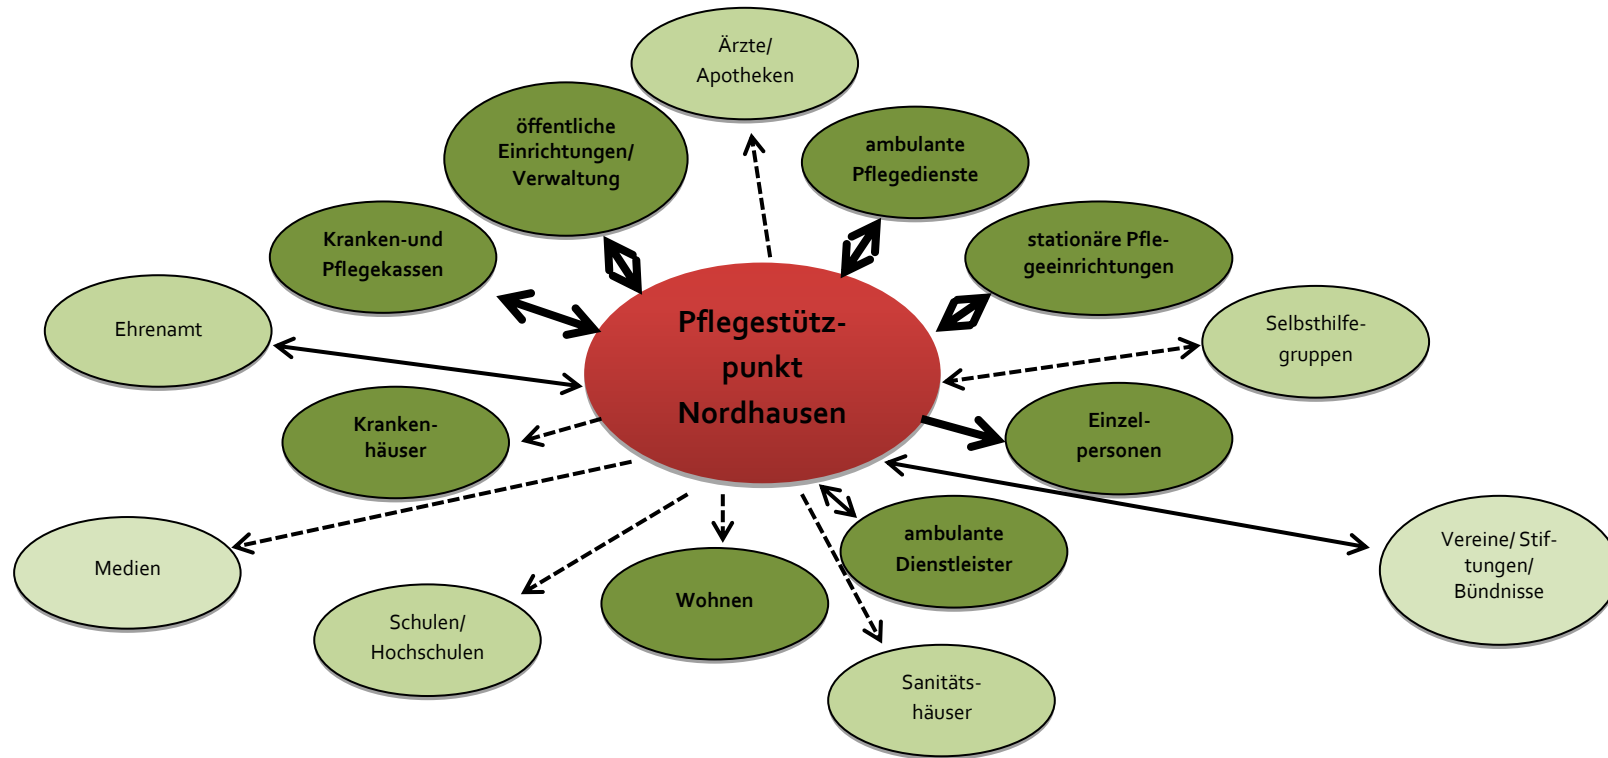 Ärzte/
Apotheken
öffentliche
Einrichtungen/
Verwaltung
ambulante
Pflegedienste
Kranken-und
Pflegekassen
stationäre Pfle-
geeinrichtungen
Ehrenamt
Pflegestütz-
punkt
Nordhausen
Selbsthilfe-
gruppen
Kranken-
häuser
Einzel-
personen
Medien
ambulante
Dienstleister
Vereine/ Stif-
tungen/
Bündnisse
Schulen/
Hochschulen
Wohnen
Sanitäts-
häuser